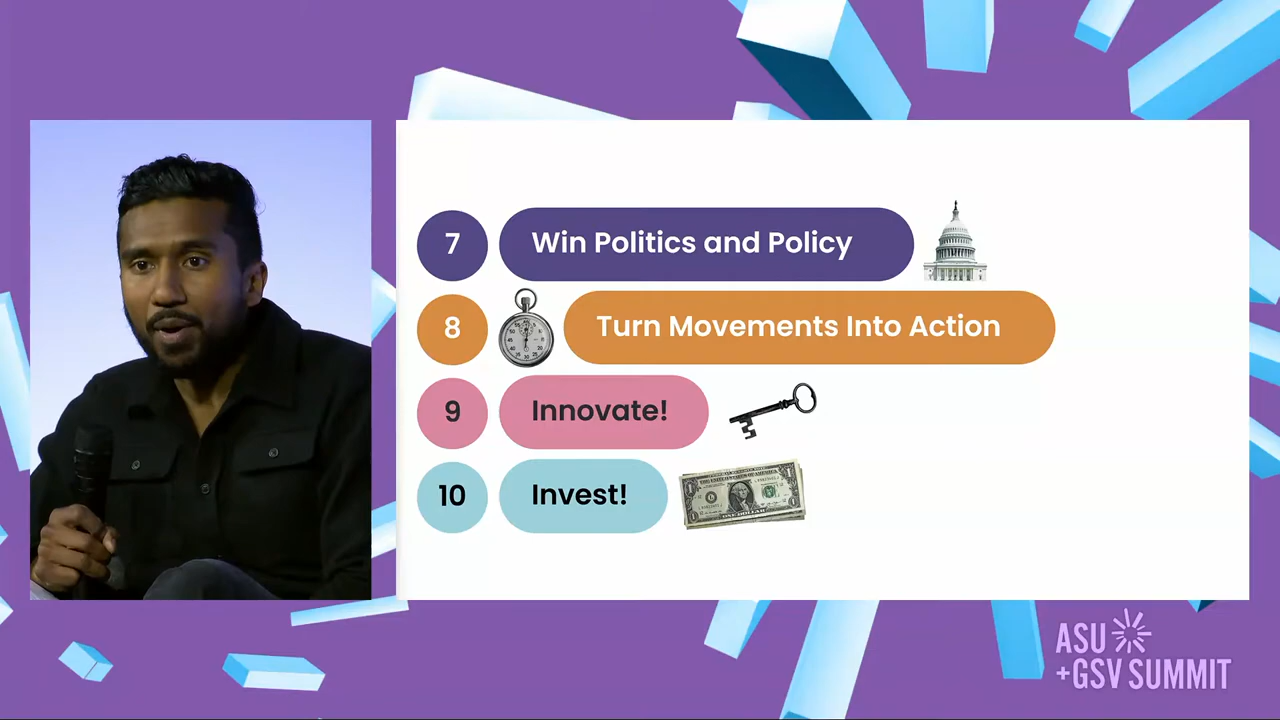 7
Win Politics and Policy
8
Turn Movements Into Action
9
Innovate!
10
Invest!
ASU
+GSV SUMMIT